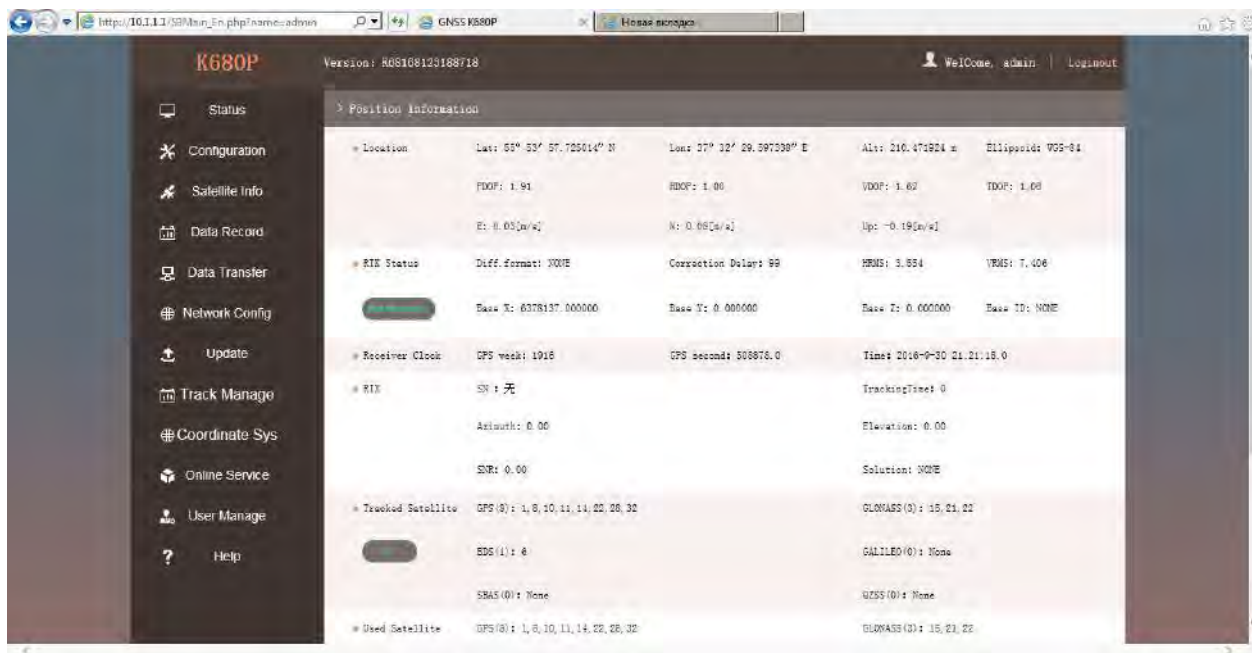 http://10.1.1.1/SBMain_En.php?name=admin GNSS K680P Новая вкладка
K680P Version: K68168123188718 WelCome, admin | Loginout
Status > Position Information
Configuration Location Lat: 55° 53′ 57.725014″ N Lon: 37° 32′ 29.597338″ E Alt: 210.471924 m Ellipsoid: WGS-84
Satellite Info PDOP: 1.91 HDOP: 1.00 VDOP: 1.62 TDOP: 1.06
Data Record E: 0.03[m/s] N: 0.06[m/s] Up: -0.19[m/s]
Data Transfer RTK Status Diff.format: NONE Correction Delay: 99 HRMS: 3.554 VRMS: 7.406
Network Config Base X: 6378137.000000 Base Y: 0.000000 Base Z: 0.000000 Base ID: NONE
Update Receiver Clock GPS week: 1916 GPS second: 508878.0 Time: 2016-9-30 21:21:18.0
Track Manage RTX SN : 无 TrackingTime: 0
Coordinate Sys Azimuth: 0.00 Elevation: 0.00
Online Service SNR: 0.00 Solution: NONE
User Manage Tracked Satellite GPS(8): 1, 8, 10, 11, 14, 22, 28, 32 GLONASS(3): 15, 21, 22
Help BDS(1): 6 GALILEO(0): None
SBAS(0): None QZSS(0): None
Used Satellite GPS(8): 1, 8, 10, 11, 14, 22, 28, 32 GLONASS(3): 15, 21, 22